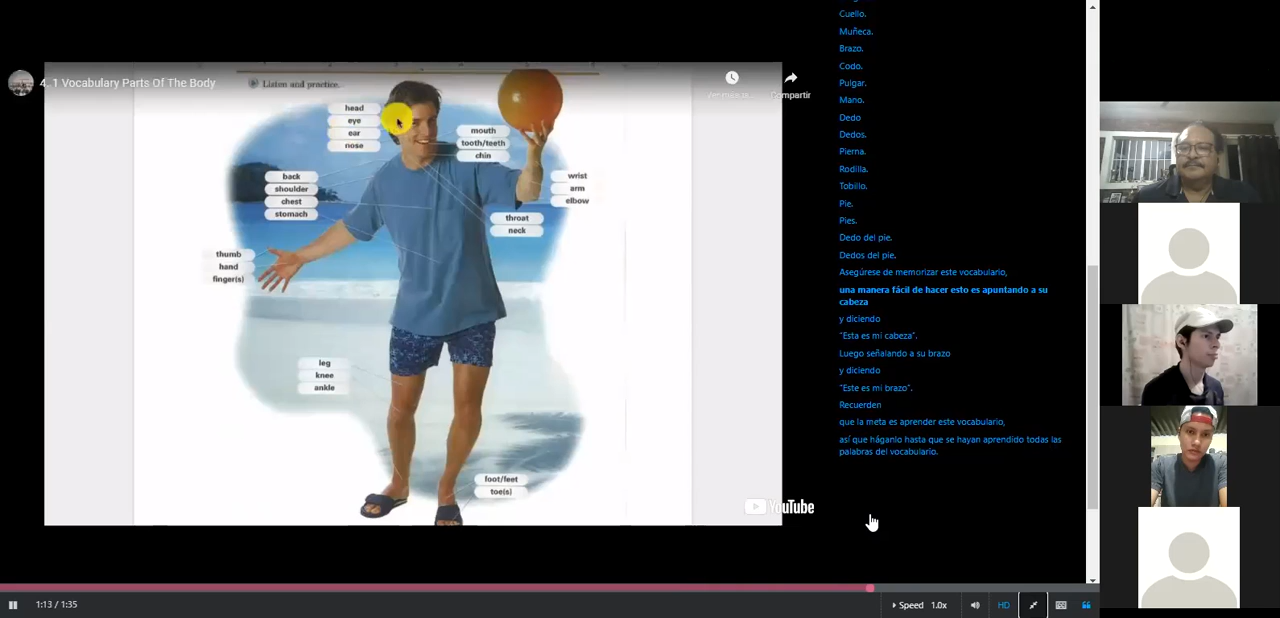 4. 1 Vocabulary Parts Of The Body
Listen and practice.
Compartir
head
eye
ear
nose
mouth
tooth/teeth
chin
back
shoulder
chest
stomach
wrist
arm
elbow
throat
neck
thumb
hand
finger(s)
leg
knee
ankle
foot/feet
toe(s)
YouTube
Cuello.
Muñeca.
Brazo.
Codo.
Pulgar.
Mano.
Dedo
Dedos.
Pierna.
Rodilla.
Tobillo.
Pie.
Pies.
Dedo del pie.
Dedos del pie.
Asegúrese de memorizar este vocabulario,
una manera fácil de hacer esto es apuntando a su
cabeza
y diciendo
"Esta es mi cabeza".
Luego señalando a su brazo
y diciendo
"Este es mi brazo".
Recuerden
que la meta es aprender este vocabulario,
así que háganlo hasta que se hayan aprendido todas las
palabras del vocabulario.
1:13 / 1:35
Speed 1.0x
HD